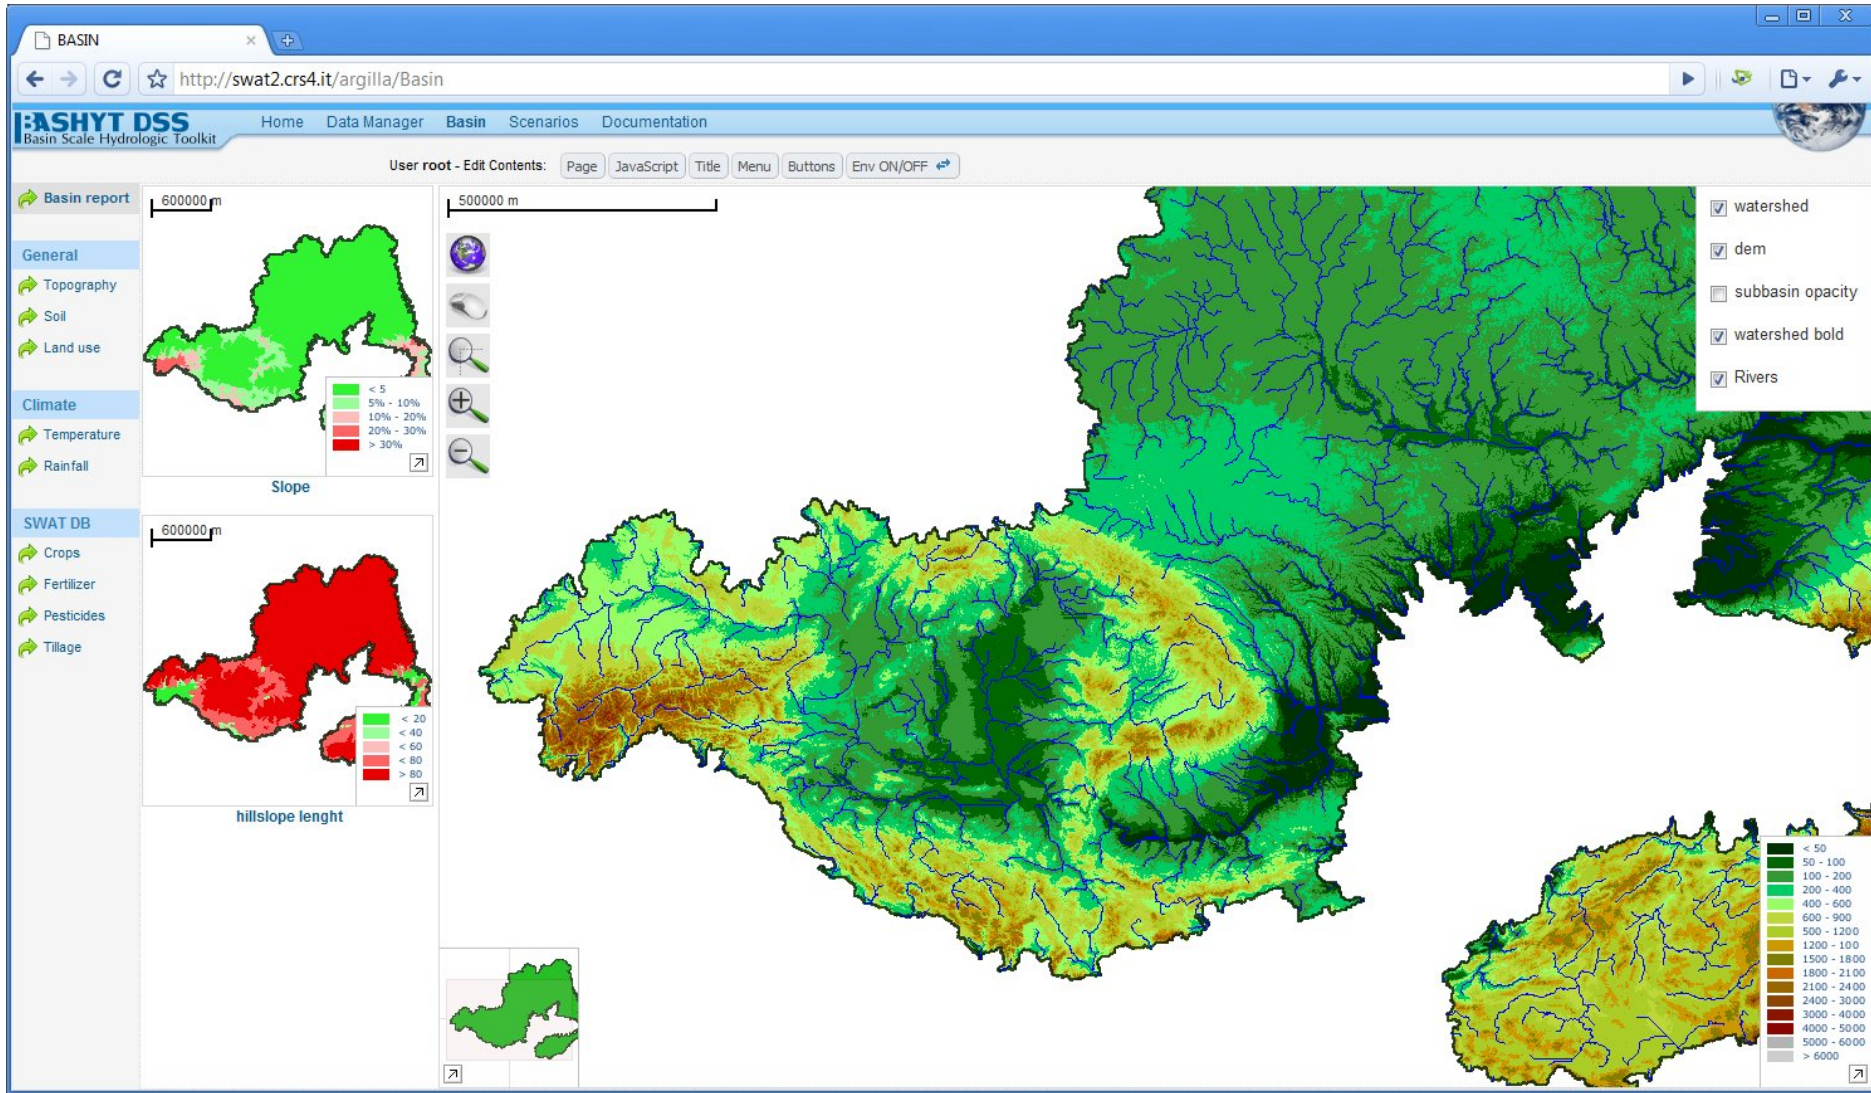 BASIN
http://swat2.crs4.it/argilla/Basin
BASHYT DSS
Basin Scale Hydrologic Toolkit
Home Data Manager Basin Scenarios Documentation
User root - Edit Contents: Page JavaScript Title Menu Buttons Env ON/OFF
Basin report
General
Topography
Soil
Land use
Climate
Temperature
Rainfall
SWAT DB
Crops
Fertilizer
Pesticides
Tillage
600000 m
< 5
5% - 10%
10% - 20%
20% - 30%
> 30%
Slope
600000 m
< 20
< 40
< 60
< 80
> 80
hillslope lenght
500000 m
watershed
dem
subbasin opacity
watershed bold
Rivers
< 50
50 - 100
100 - 200
200 - 400
400 - 600
600 - 900
500 - 1200
1200 - 100
1500 - 1800
1800 - 2100
2100 - 2400
2400 - 3000
3000 - 4000
4000 - 5000
5000 - 6000
> 6000